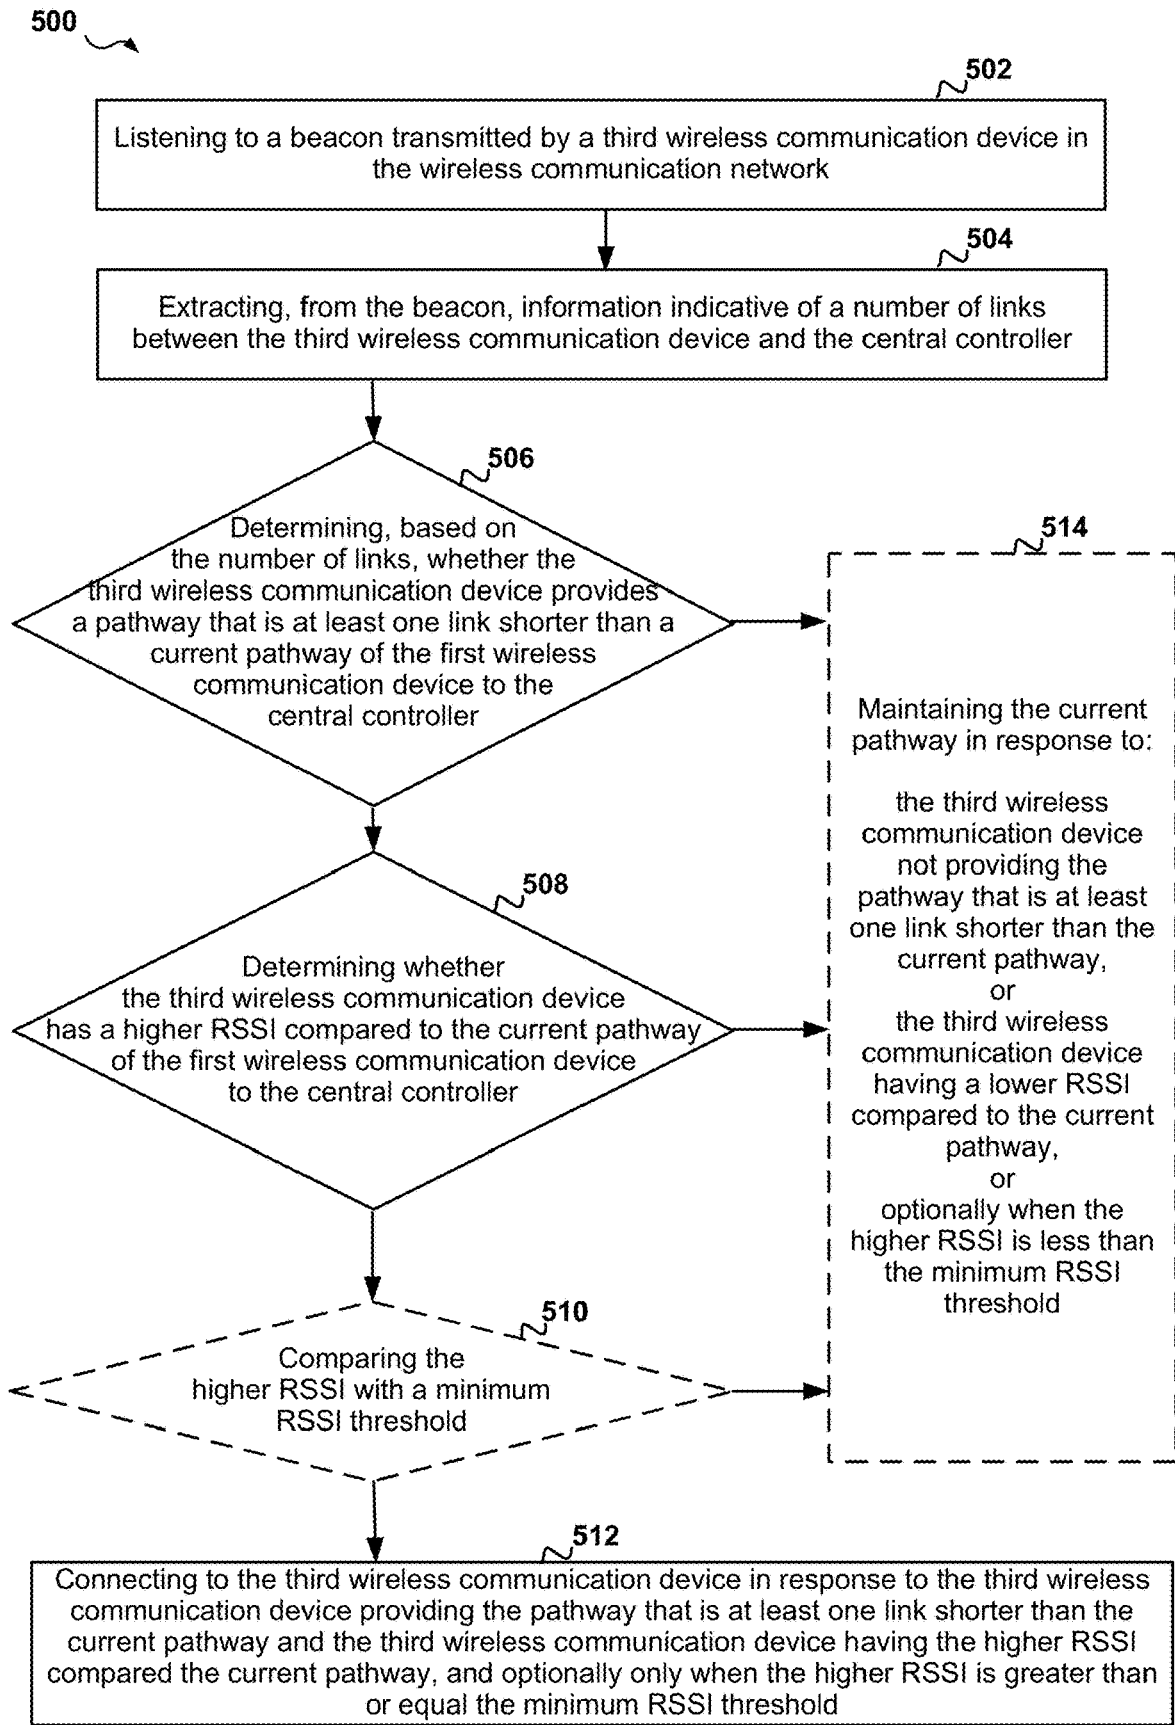 500
502
Listening to a beacon transmitted by a third wireless communication device in
the wireless communication network
504
Extracting, from the beacon, information indicative of a number of links
between the third wireless communication device and the central controller
506
Determining, based on
the number of links, whether the
third wireless communication device provides
a pathway that is at least one link shorter than a
current pathway of the first wireless
communication device to the
central controller
508
Determining whether
the third wireless communication device
has a higher RSSI compared to the current pathway
of the first wireless communication device
to the central controller
510
Comparing the
higher RSSI with a minimum
RSSI threshold
514
Maintaining the current
pathway in response to:
the third wireless
communication device
not providing the
pathway that is at least
one link shorter than the
current pathway,
or
the third wireless
communication device
having a lower RSSI
compared to the current
pathway,
or
optionally when the
higher RSSI is less than
the minimum RSSI
threshold
512
Connecting to the third wireless communication device in response to the third wireless
communication device providing the pathway that is at least one link shorter than the
current pathway and the third wireless communication device having the higher RSSI
compared the current pathway, and optionally only when the higher RSSI is greater than
or equal the minimum RSSI threshold